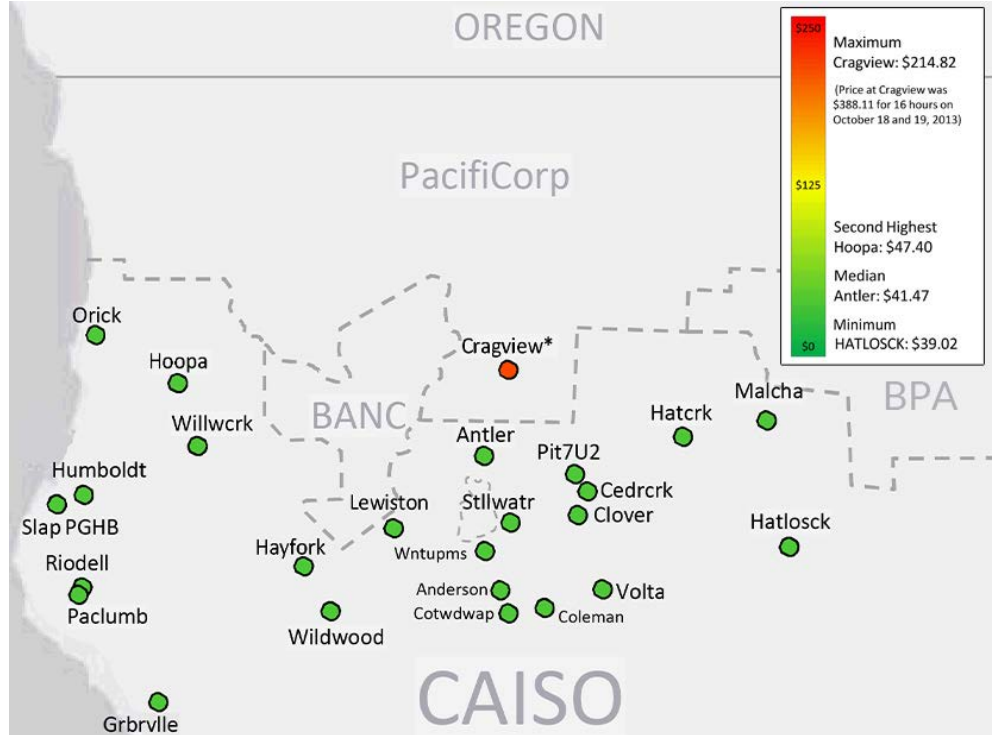 OREGON
$250
Maximum
Cragview: $214.82
(Price at Cragview was
$388.11 for 16 hours on
October 18 and 19, 2013)
PacifiCorp
$125
Second Highest
Hoopa: $47.40
Median
Antler: $41.47
Minimum
HATLOSCK: $39.02
$0
Orick
Cragview*
Hoopa
Malcha
BPA
BANC
Hatcrk
Willwcrk
Antler
Pit7U2
Humboldt
Cedrcrk
Lewiston
Stllwatr
Clover
Slap PGHB
Hatlosck
Hayfork
Wntupms
Riodell
Anderson
Volta
Paclumb
Cotwdwap
Coleman
Wildwood
CAISO
Grbrvlle